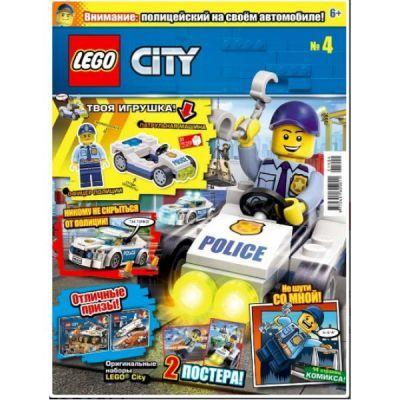 Внимание: полицейский на своём автомобиле!
6+
LEGO
CITY
№ 4
ТВОЯ ИГРУШКА!
ПАТРУЛЬНАЯ МАШИНА
ОФИЦЕР ПОЛИЦИИ
НИКОМУ НЕ СКРЫТЬСЯ
ОТ ПОЛИЦИИ!
POLICE
Отличные
призы!
Оригинальные
наборы
LEGO® City
2 ПОСТЕРА!
Не шути
СО МНОЙ!
КОМИКСА!